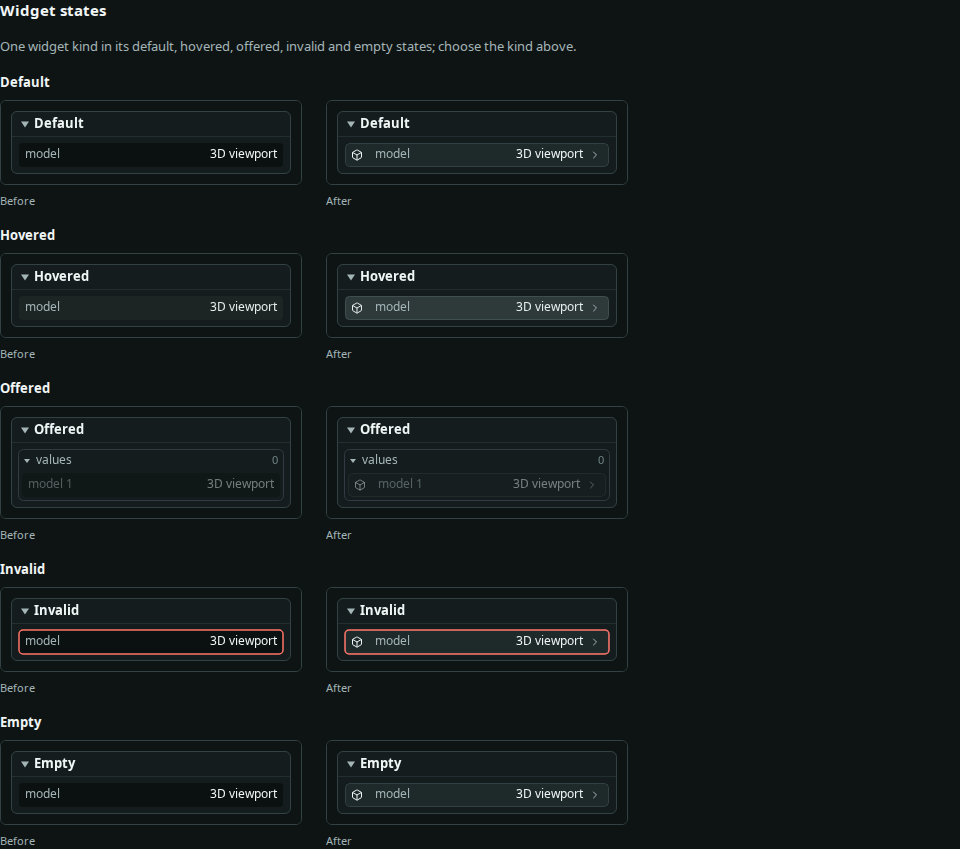 Widget states
One widget kind in its default, hovered, offered, invalid and empty states; choose the kind above.
Default
Default
model 3D viewport
Default
model 3D viewport
Before
After
Hovered
Hovered
model 3D viewport
Hovered
model 3D viewport
Before
After
Offered
Offered
values 0
model 1 3D viewport
Offered
values 0
model 1 3D viewport
Before
After
Invalid
Invalid
model 3D viewport
Invalid
model 3D viewport
Before
After
Empty
Empty
model 3D viewport
Empty
model 3D viewport
Before
After